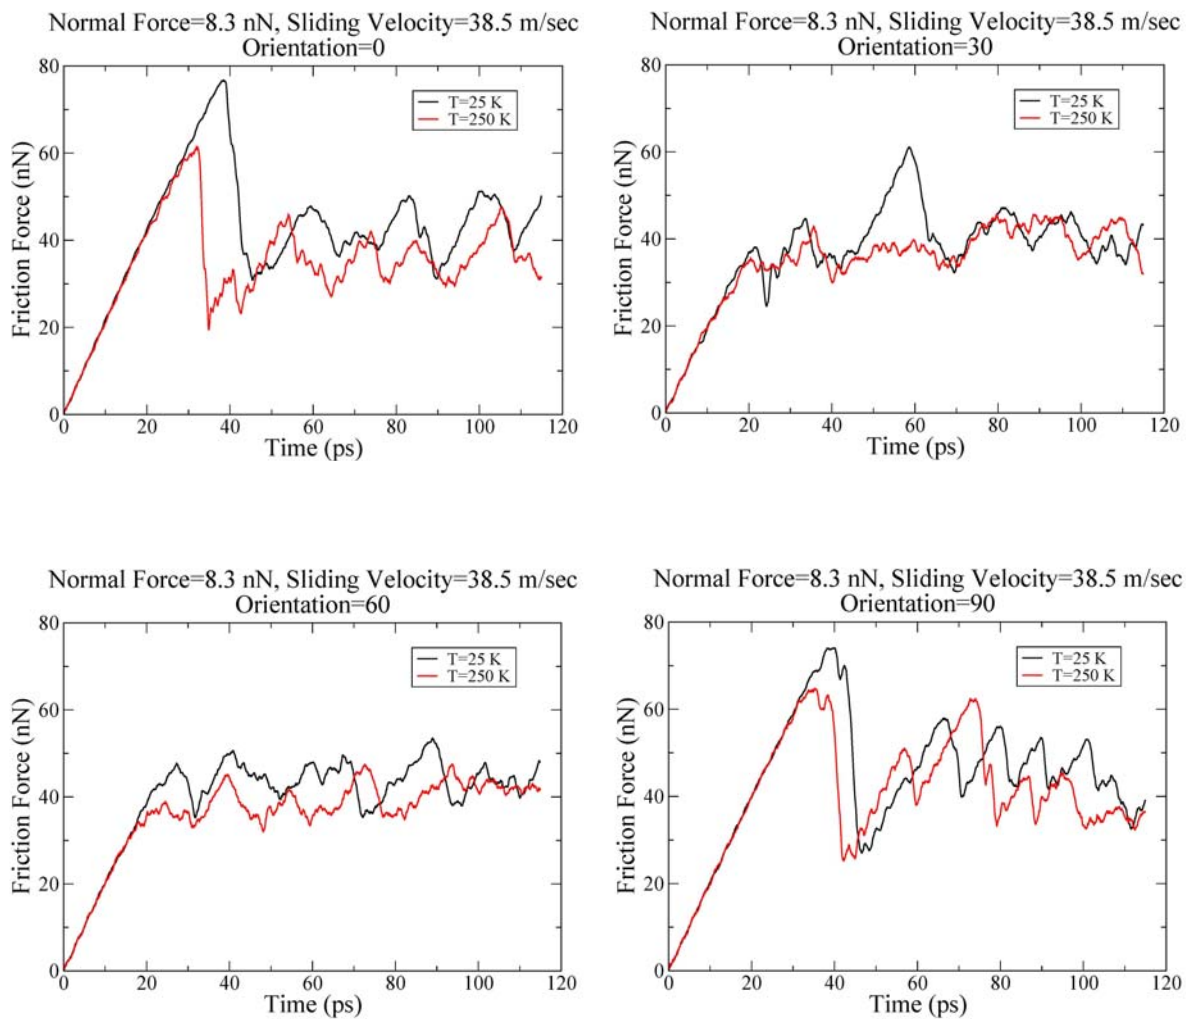 Normal Force=8.3 nN, Sliding Velocity=38.5 m/sec
Orientation=0
80
60
40
20
0
Friction Force (nN)
T=25 K
T=250 K
0 20 40 60 80 100 120
Time (ps)
Normal Force=8.3 nN, Sliding Velocity=38.5 m/sec
Orientation=30
80
60
40
20
0
Friction Force (nN)
T=25 K
T=250 K
0 20 40 60 80 100 120
Time (ps)
Normal Force=8.3 nN, Sliding Velocity=38.5 m/sec
Orientation=60
80
60
40
20
0
Friction Force (nN)
T=25 K
T=250 K
0 20 40 60 80 100 120
Time (ps)
Normal Force=8.3 nN, Sliding Velocity=38.5 m/sec
Orientation=90
80
60
40
20
0
Friction Force (nN)
T=25 K
T=250 K
0 20 40 60 80 100 120
Time (ps)